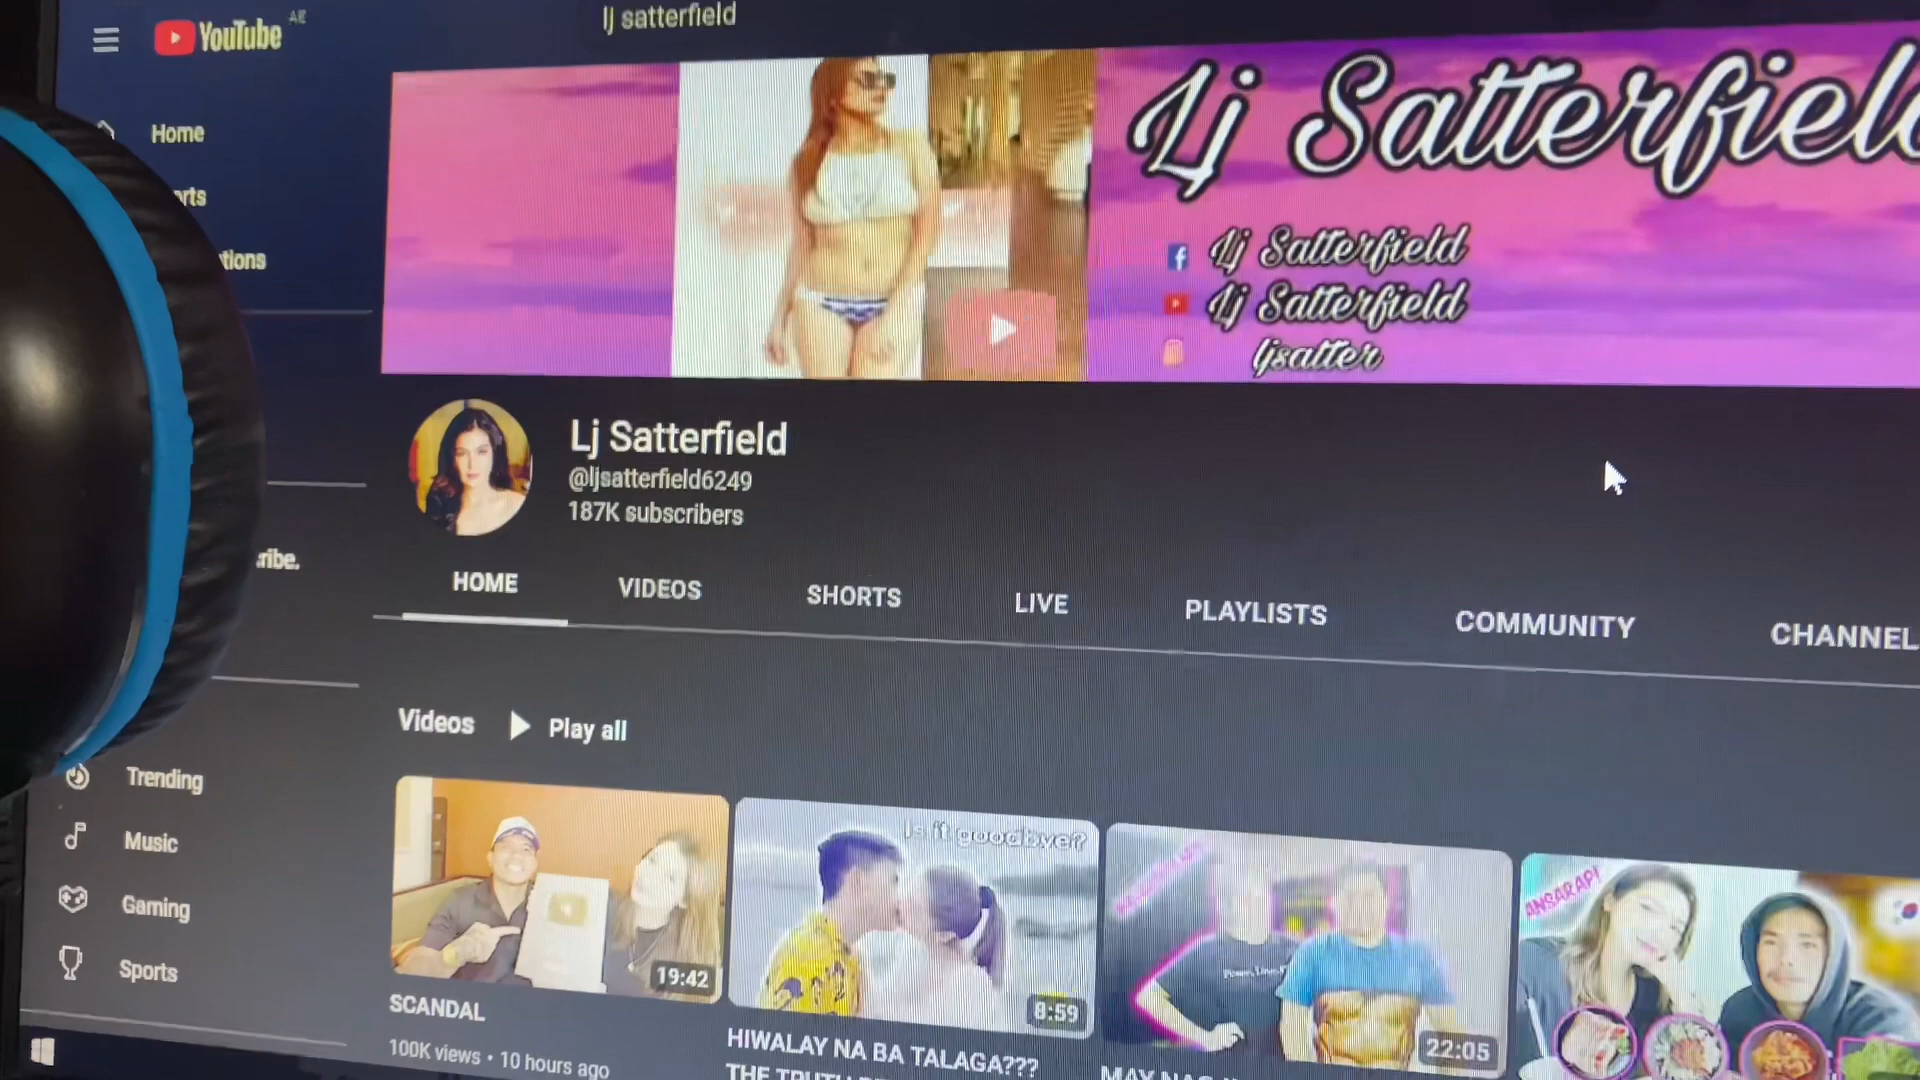 YouTube AE
lj satterfield
Home
rts
tions
ribe.
Trending
Music
Gaming
Sports
Lj Satterfield
Lj Satterfield
Lj Satterfield
ljsatter
Lj Satterfield
@ljsatterfield6249
187K subscribers
HOME VIDEOS SHORTS LIVE PLAYLISTS COMMUNITY CHANNEL
Videos Play all
19:42
SCANDAL
100K views • 10 hours ago
Is it goodbye?
8:59
HIWALAY NA BA TALAGA???
22:05
ANSARAP!